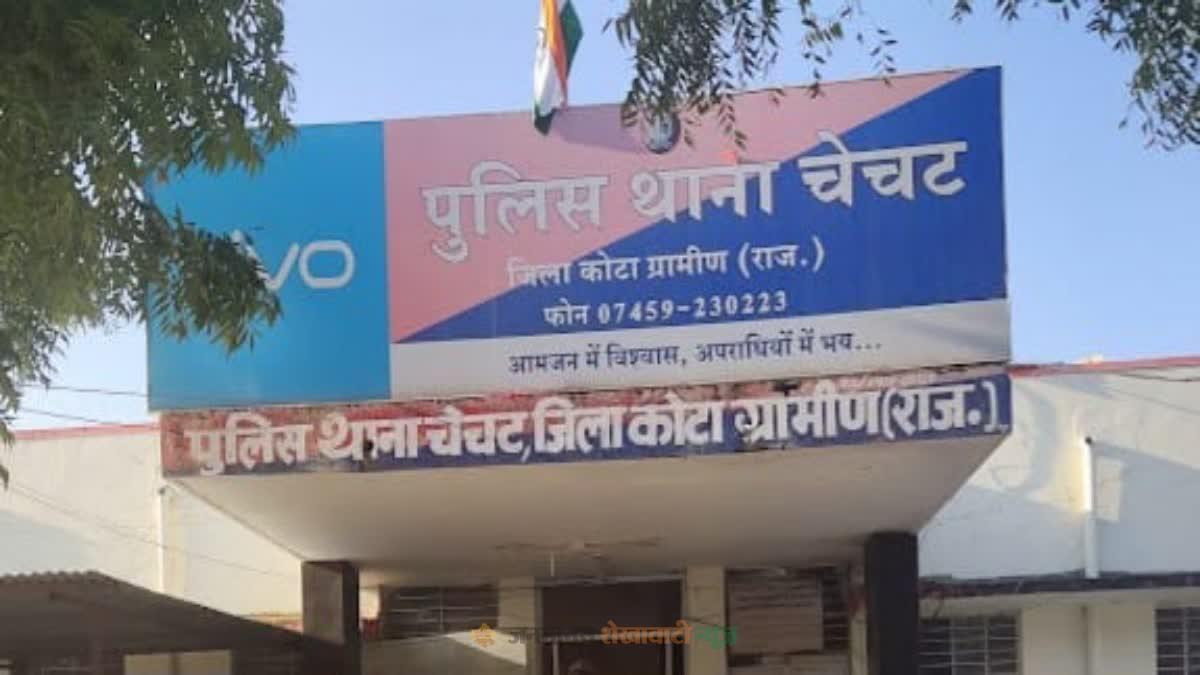 पुलिस थाना चेचट
जिला कोटा ग्रामीण (राज.)
फोन 07459-230223
आमजन में विश्वास, अपराधियों में भय...
पुलिस थाना चेचट, जिला कोटा ग्रामीण (राज.)
शेखावाटी न्यूज़